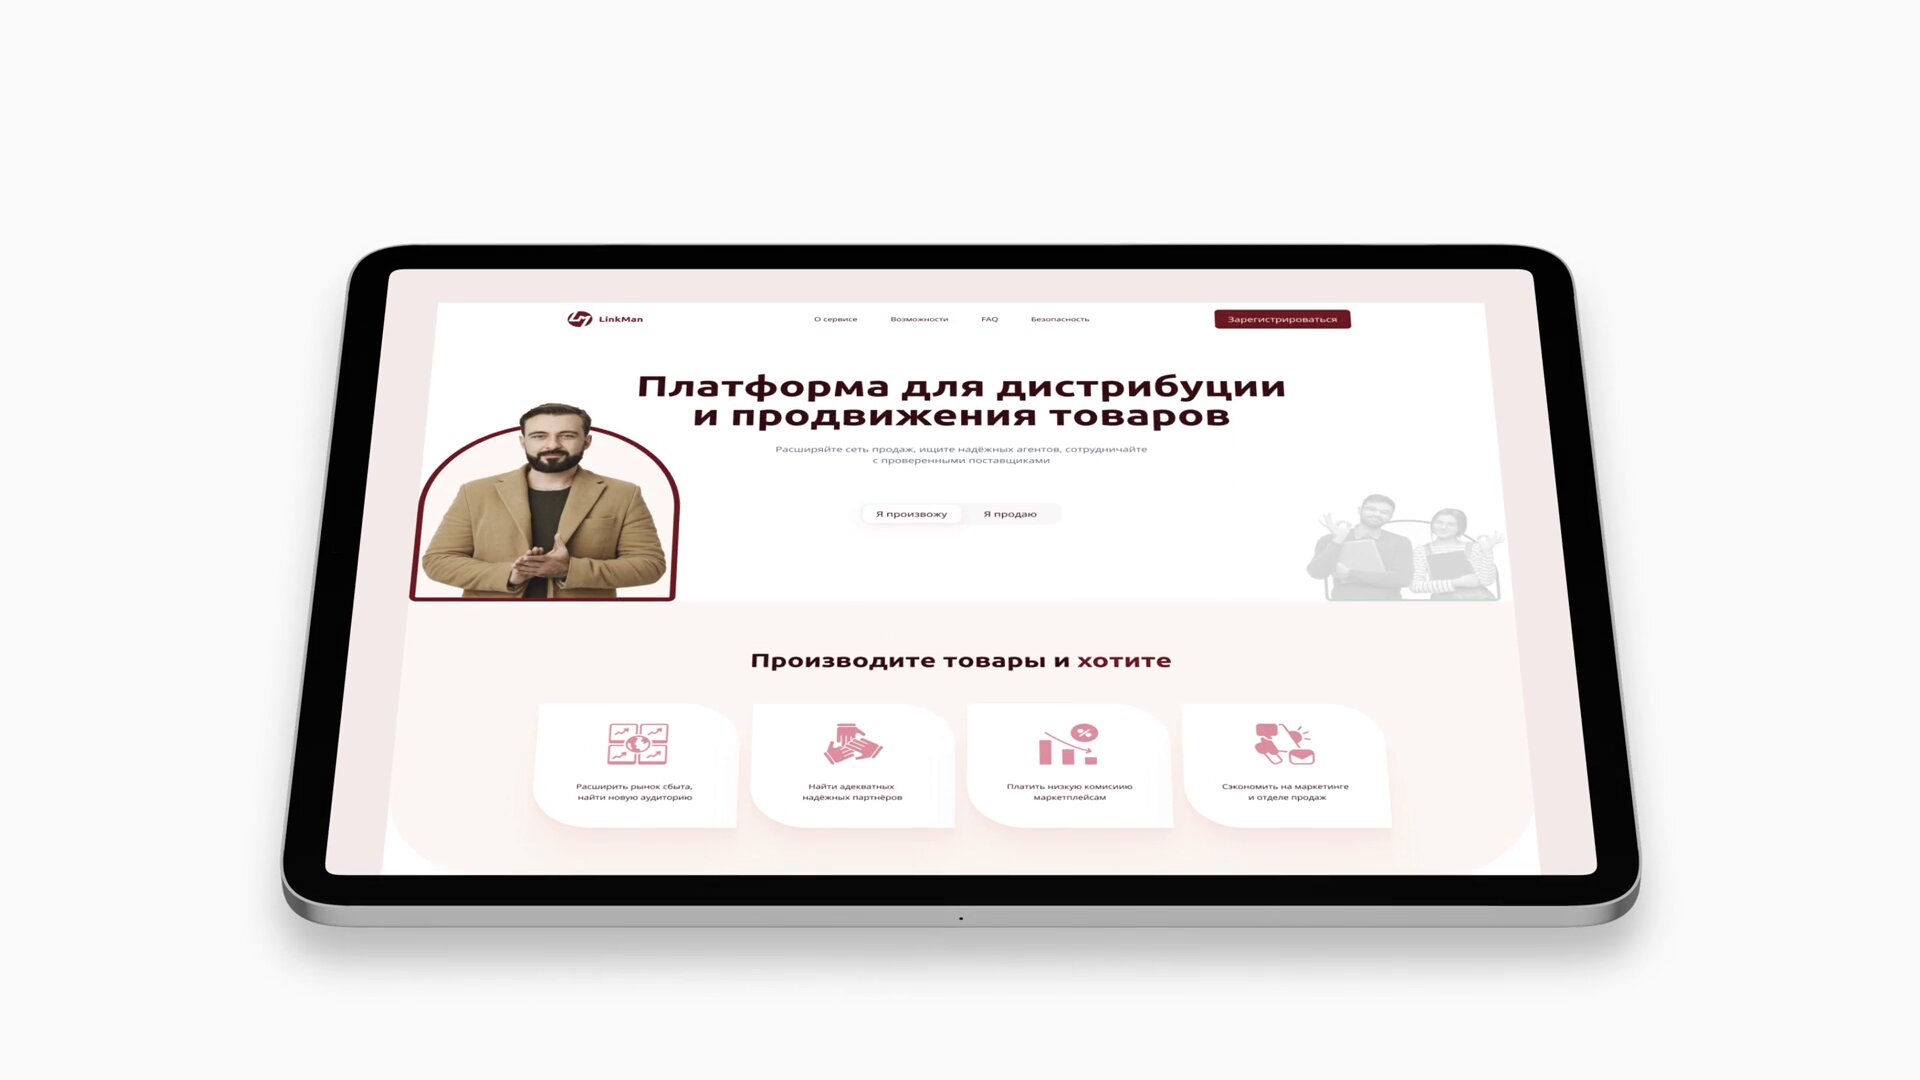 LinkMan
О сервисе
Возможности
FAQ
Безопасность
Зарегистрироваться
Платформа для дистрибуции
и продвижения товаров
Расширяйте сеть продаж, ищите надёжных агентов, сотрудничайте
с проверенными поставщиками
Я произвожу
Я продаю
Производите товары и хотите
Расширить рынок сбыта,
найти новую аудиторию
Найти адекватных
надёжных партнёров
Платить низкую комиссию
маркетплейсам
Сэкономить на маркетинге
и отделе продаж